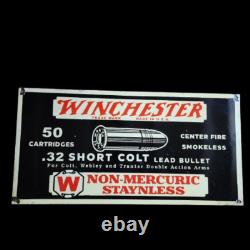 WINCHESTER
TRADE MARK MADE IN U.S.A.
50
CARTRIDGES
CENTER FIRE
SMOKELESS
.32 SHORT COLT LEAD BULLET
For Colt, Webley and Tranter Double Action Arms
W NON-MERCURIC
STAYNLESS